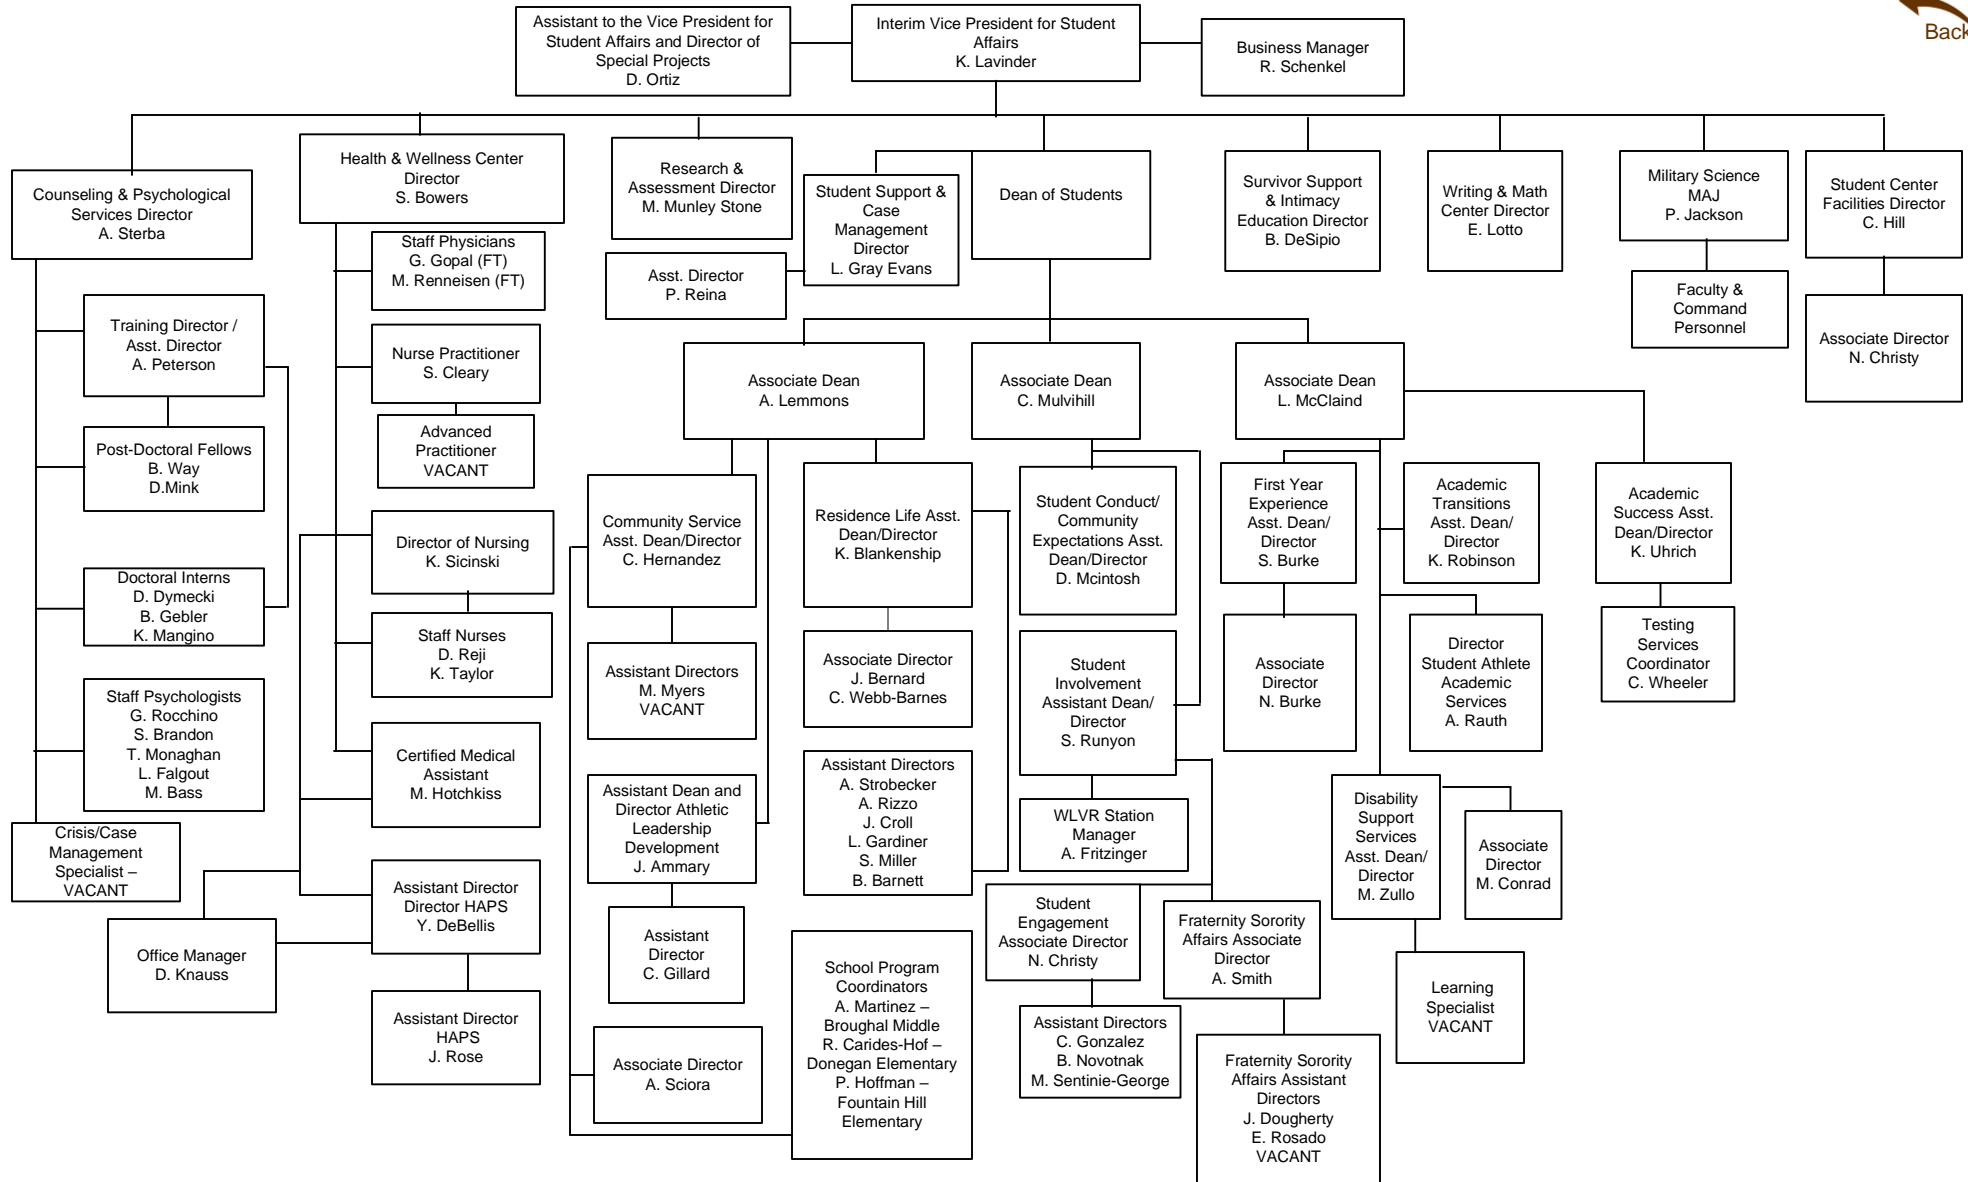 Assistant to the Vice President for
Student Affairs and Director of
Special Projects
D. Ortiz
Interim Vice President for Student
Affairs
K. Lavinder
Business Manager
R. Schenkel
Back
Counseling & Psychological
Services Director
A. Sterba
Health & Wellness Center
Director
S. Bowers
Research &
Assessment Director
M. Munley Stone
Student Support &
Case
Management
Director
L. Gray Evans
Dean of Students
Survivor Support
& Intimacy
Education Director
B. DeSipio
Writing & Math
Center Director
E. Lotto
Military Science
MAJ
P. Jackson
Student Center
Facilities Director
C. Hill
Asst. Director
P. Reina
Faculty &
Command
Personnel
Associate Director
N. Christy
Training Director /
Asst. Director
A. Peterson
Post-Doctoral Fellows
B. Way
D.Mink
Doctoral Interns
D. Dymecki
B. Gebler
K. Mangino
Staff Psychologists
G. Rocchino
S. Brandon
T. Monaghan
L. Falgout
M. Bass
Crisis/Case
Management
Specialist –
VACANT
Staff Physicians
G. Gopal (FT)
M. Renneisen (FT)
Nurse Practitioner
S. Cleary
Advanced
Practitioner
VACANT
Director of Nursing
K. Sicinski
Staff Nurses
D. Reji
K. Taylor
Certified Medical
Assistant
M. Hotchkiss
Assistant Director
Director HAPS
Y. DeBellis
Office Manager
D. Knauss
Assistant Director
HAPS
J. Rose
Associate Dean
A. Lemmons
Associate Dean
C. Mulvihill
Associate Dean
L. McClaind
Community Service
Asst. Dean/Director
C. Hernandez
Assistant Directors
M. Myers
VACANT
Assistant Dean and
Director Athletic
Leadership
Development
J. Ammary
Assistant
Director
C. Gillard
Associate Director
A. Sciora
Residence Life Asst.
Dean/Director
K. Blankenship
Associate Director
J. Bernard
C. Webb-Barnes
Assistant Directors
A. Strobecker
A. Rizzo
J. Croll
L. Gardiner
S. Miller
B. Barnett
School Program
Coordinators
A. Martinez –
Broughal Middle
R. Carides-Hof –
Donegan Elementary
P. Hoffman –
Fountain Hill
Elementary
Student Conduct/
Community
Expectations Asst.
Dean/Director
D. Mcintosh
Student
Involvement
Assistant Dean/
Director
S. Runyon
WLVR Station
Manager
A. Fritzinger
Student
Engagement
Associate Director
N. Christy
Assistant Directors
C. Gonzalez
B. Novotnak
M. Sentinie-George
Fraternity Sorority
Affairs Associate
Director
A. Smith
Fraternity Sorority
Affairs Assistant
Directors
J. Dougherty
E. Rosado
VACANT
First Year
Experience
Asst. Dean/
Director
S. Burke
Associate
Director
N. Burke
Academic
Transitions
Asst. Dean/
Director
K. Robinson
Director
Student Athlete
Academic
Services
A. Rauth
Disability
Support
Services
Asst. Dean/
Director
M. Zullo
Associate
Director
M. Conrad
Learning
Specialist
VACANT
Academic
Success Asst.
Dean/Director
K. Uhrich
Testing
Services
Coordinator
C. Wheeler